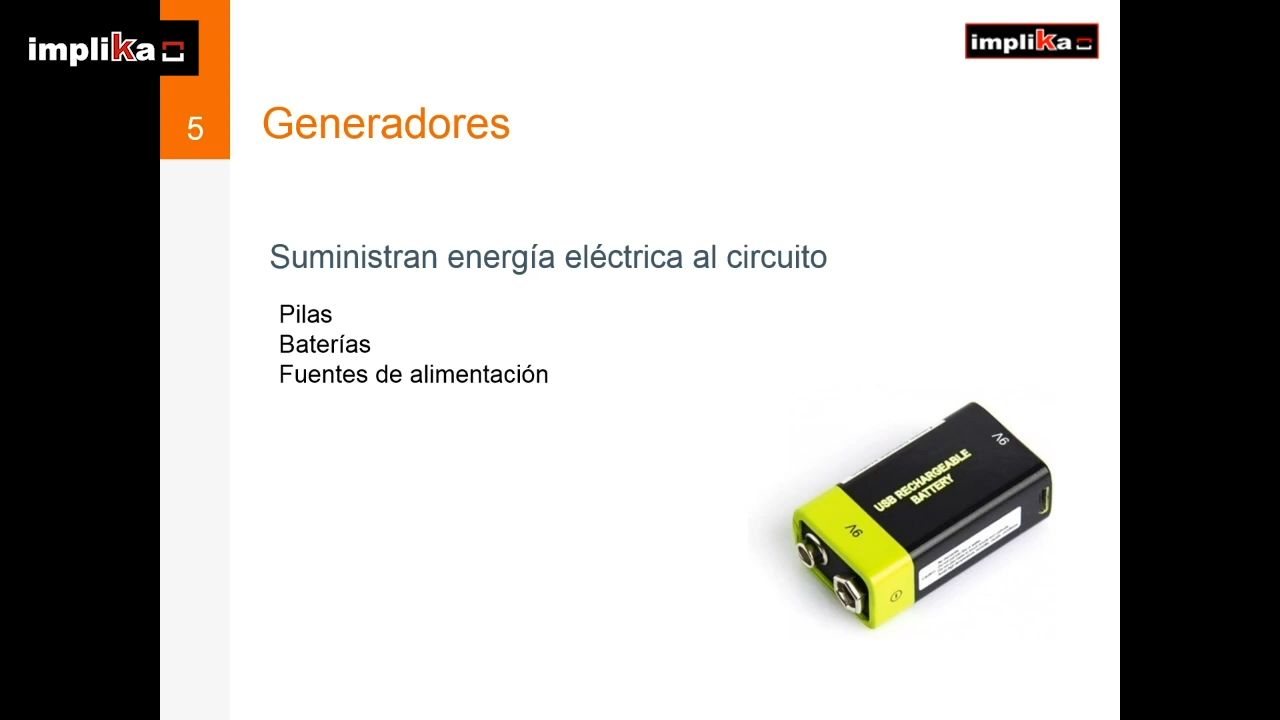 implika
implika
5
Generadores
Suministran energía eléctrica al circuito
Pilas
Baterías
Fuentes de alimentación
9V
USB RECHARGEABLE
BATTERY
9V